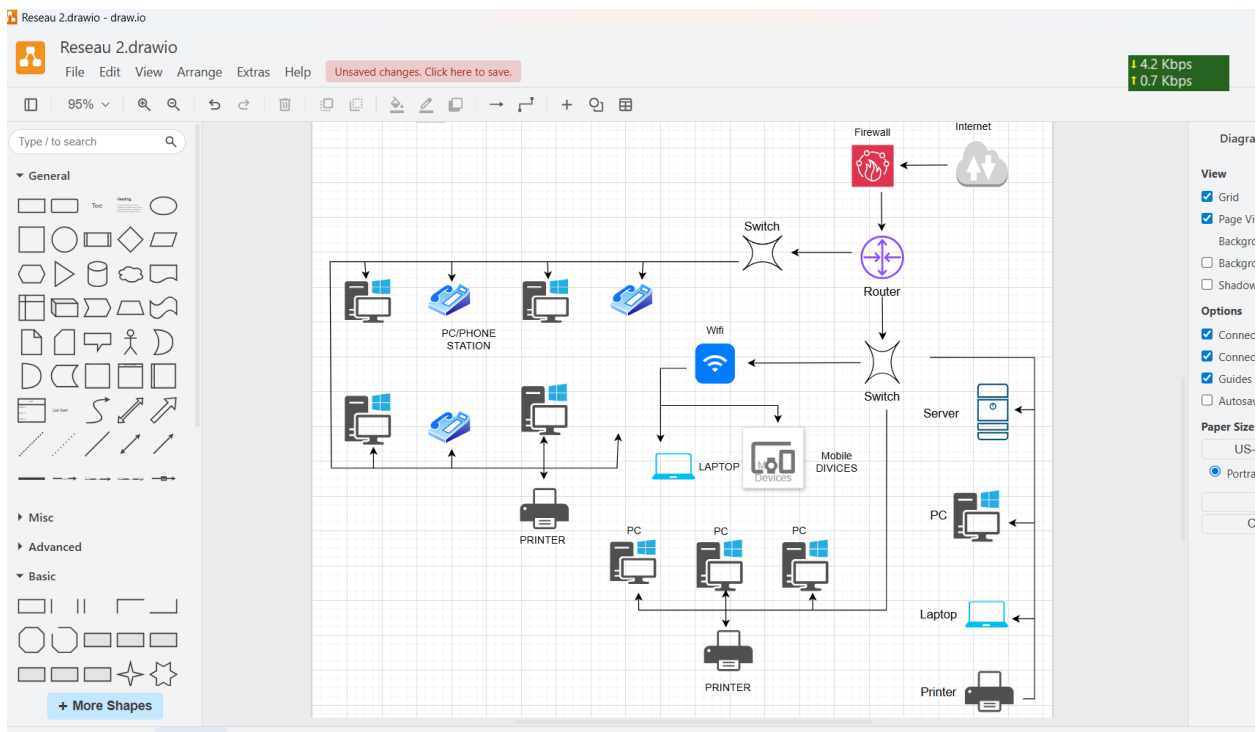 Reseau 2.drawio - draw.io
Reseau 2.drawio
File Edit View Arrange Extras Help
Unsaved changes. Click here to save.
4.2 Kbps
0.7 Kbps
95%
Type / to search
General
Text
Heading
List Item
Misc
Advanced
Basic
+ More Shapes
Firewall
Internet
Switch
Router
PC/PHONE
STATION
Wifi
Switch
Server
LAPTOP
Mobile
DIVICES
Devices
PRINTER
PC
PC
PC
PC
Laptop
PRINTER
Printer
Diagra
View
Grid
Page Vi
Backgro
Backgro
Shadow
Options
Connec
Connec
Guides
Autosav
Paper Size
US-
Portra